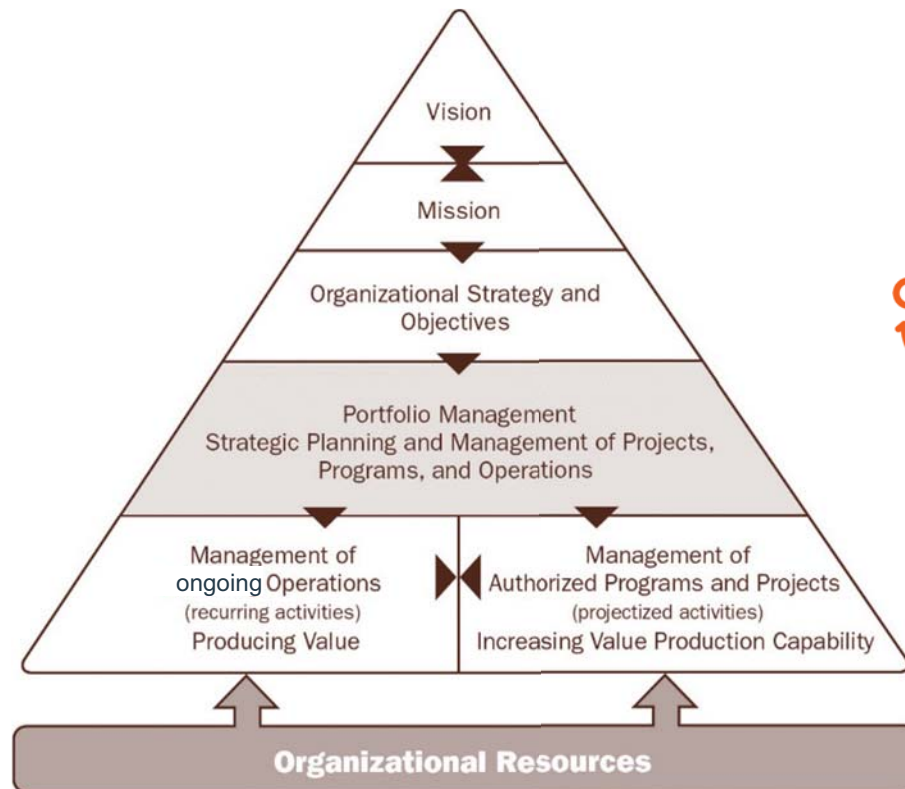 Vision
Mission
Organizational Strategy and
Objectives
Portfolio Management
Strategic Planning and Management of Projects,
Programs, and Operations
Management of
ongoing Operations
(recurring activities)
Producing Value
Management of
Authorized Programs and Projects
(projectized activities)
Increasing Value Production Capability
Organizational Resources